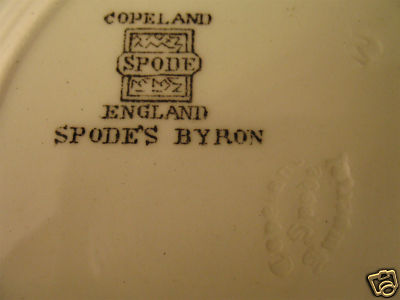 COPELAND
SPODE
ENGLAND
SPODE'S BYRON